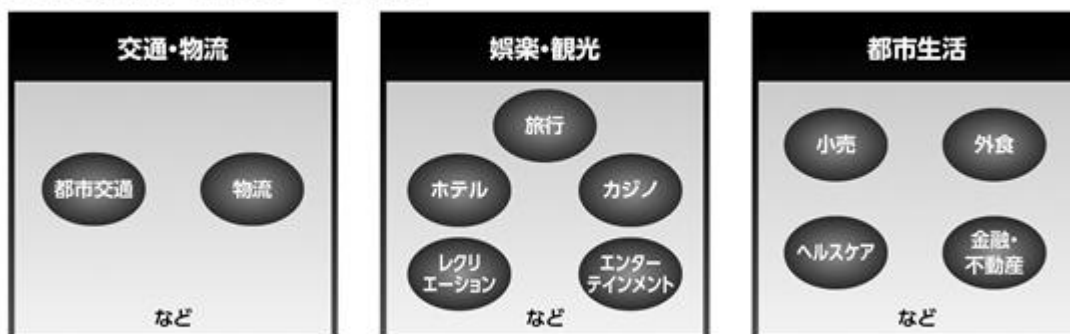 交通・物流
都市交通
物流
など
娯楽・観光
旅行
ホテル
カジノ
レクリ
エーション
エンター
テインメント
など
都市生活
小売
外食
ヘルスケア
金融・
不動産
など